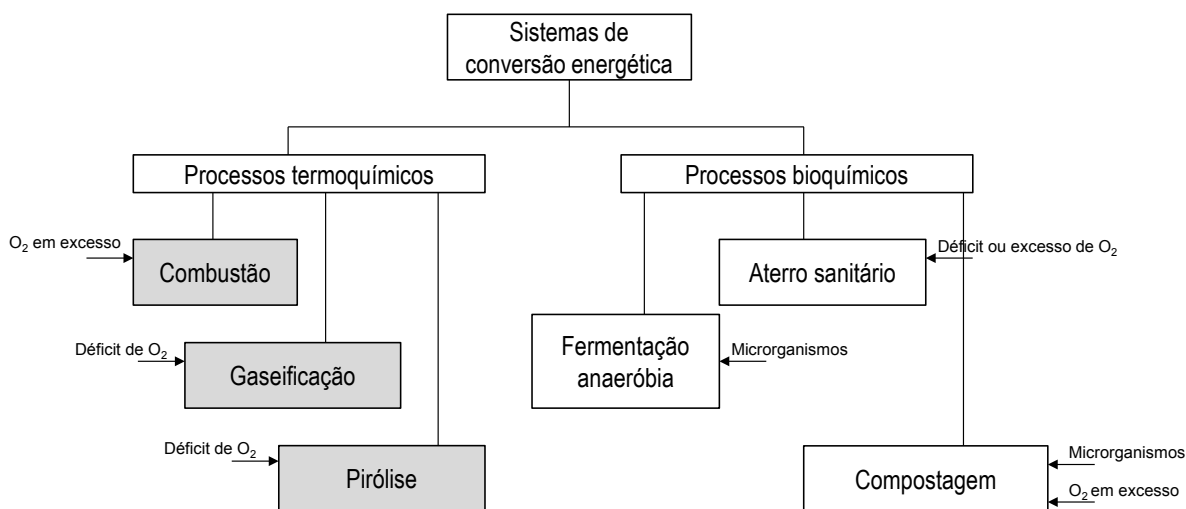 Sistemas de
conversão energética
Processos termoquímicos
Processos bioquímicos
O₂ em excesso
Combustão
Aterro sanitário
Déficit ou excesso de O₂
Déficit de O₂
Gaseificação
Fermentação
anaeróbia
Microrganismos
Déficit de O₂
Pirólise
Compostagem
Microrganismos
O₂ em excesso